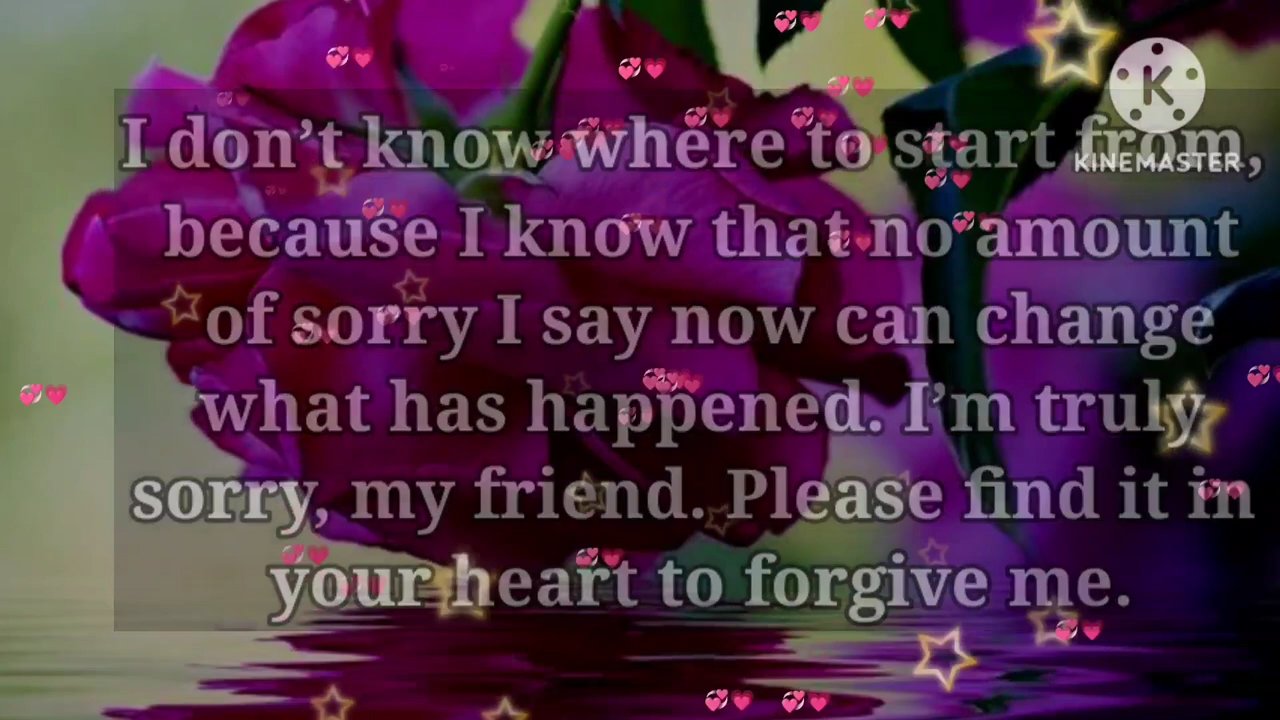 I don’t know where to start from,
because I know that no amount
of sorry I say now can change
what has happened. I’m truly
sorry, my friend. Please find it in
your heart to forgive me.
K
KINEMASTER